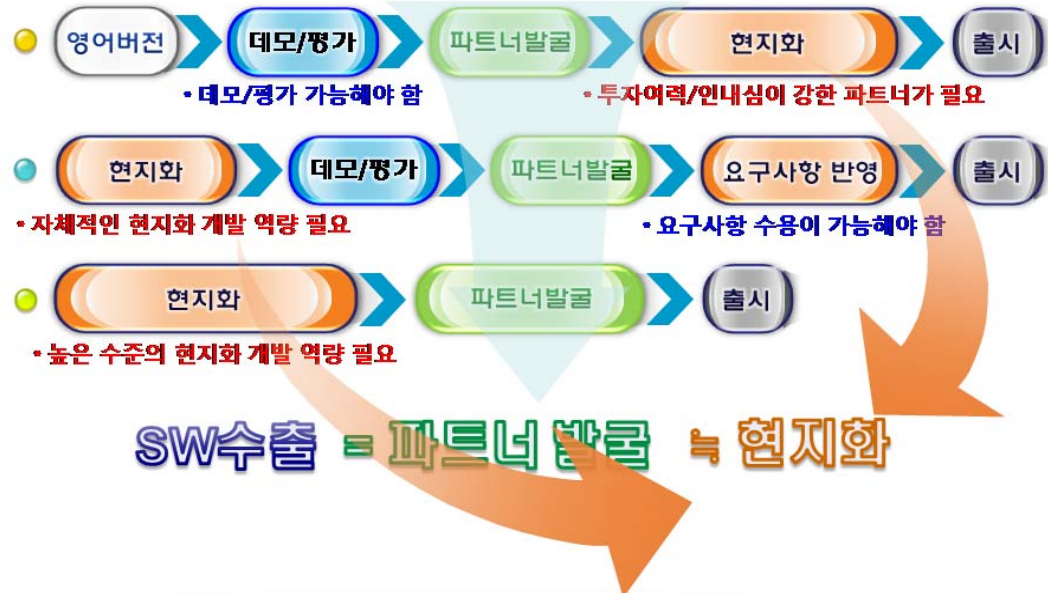 영어버전 데모/평가 파트너발굴 현지화 출시
• 데모/평가 가능해야 함 • 투자여력/인내심이 강한 파트너가 필요
현지화 데모/평가 파트너발굴 요구사항 반영 출시
• 자체적인 현지화 개발 역량 필요 • 요구사항 수용이 가능해야 함
현지화 파트너발굴 출시
• 높은 수준의 현지화 개발 역량 필요
SW수출 = 파트너 발굴 ≒ 현지화